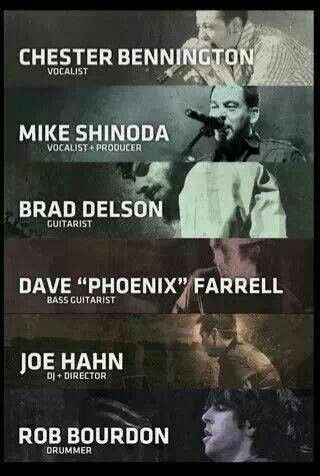 CHESTER BENNINGTON
VOCALIST
MIKE SHINODA
VOCALIST + PRODUCER
BRAD DELSON
GUITARIST
DAVE “PHOENIX” FARRELL
BASS GUITARIST
JOE HAHN
DJ + DIRECTOR
ROB BOURDON
DRUMMER